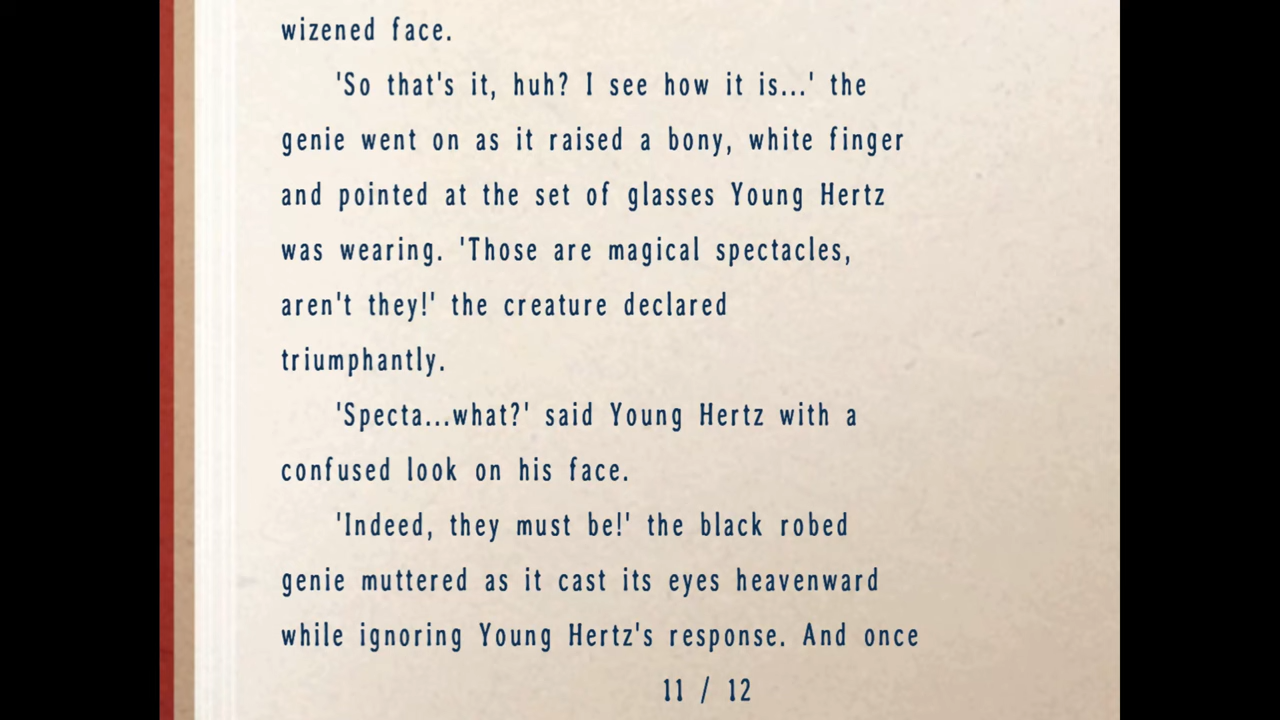 wizened face.
'So that's it, huh? I see how it is...' the
genie went on as it raised a bony, white finger
and pointed at the set of glasses Young Hertz
was wearing. 'Those are magical spectacles,
aren't they!' the creature declared
triumphantly.
'Specta...what?' said Young Hertz with a
confused look on his face.
'Indeed, they must be!' the black robed
genie muttered as it cast its eyes heavenward
while ignoring Young Hertz's response. And once
11 / 12